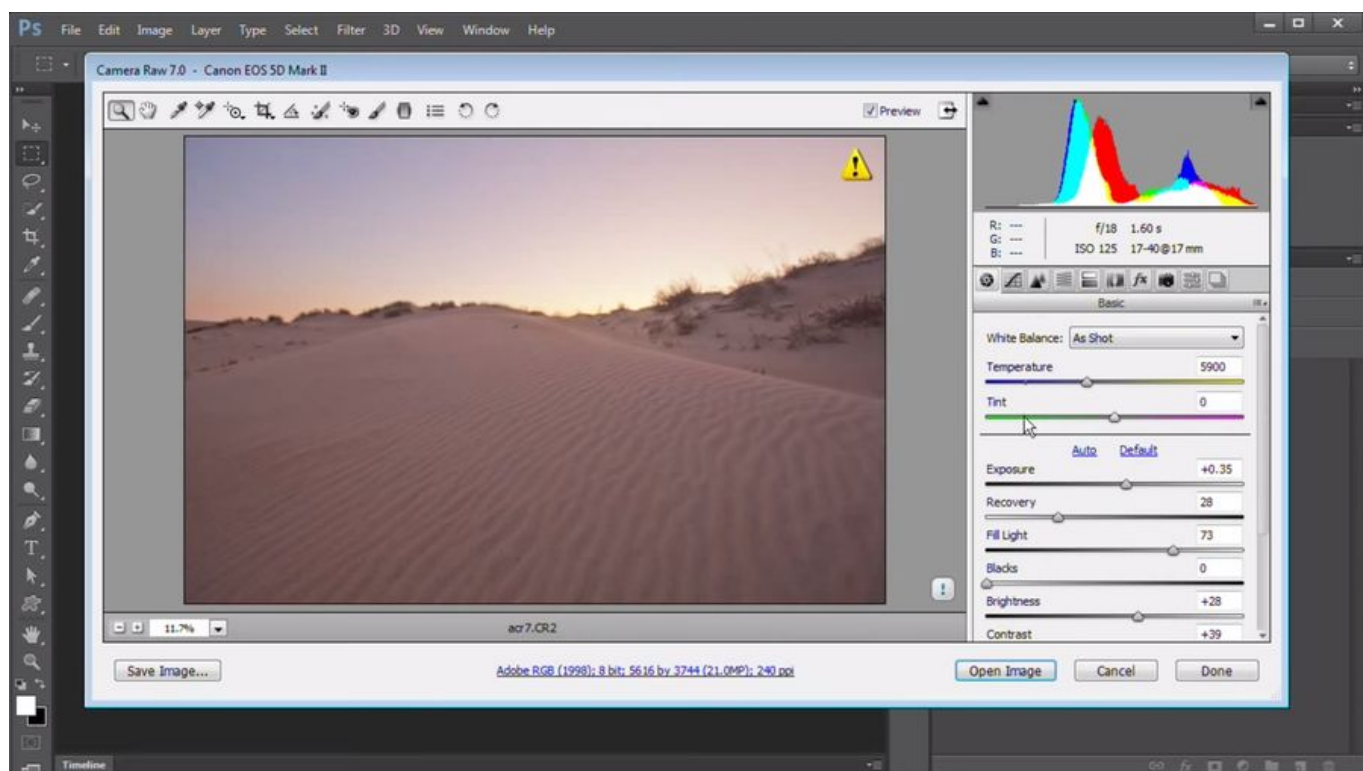 Ps File Edit Image Layer Type Select Filter 3D View Window Help
Camera Raw 7.0 - Canon EOS 5D Mark II
Preview
R: ---
G: ---
B: ---
f/18 1.60 s
ISO 125 17-40@17 mm
Basic
White Balance: As Shot
Temperature 5900
Tint 0
Auto Default
Exposure +0.35
Recovery 28
Fill Light 73
Blacks 0
Brightness +28
Contrast +39
11.7% acr7.CR2
Save Image... Adobe RGB (1998); 8 bit; 5616 by 3744 (21.0MP); 240 ppi Open Image Cancel Done
Timeline